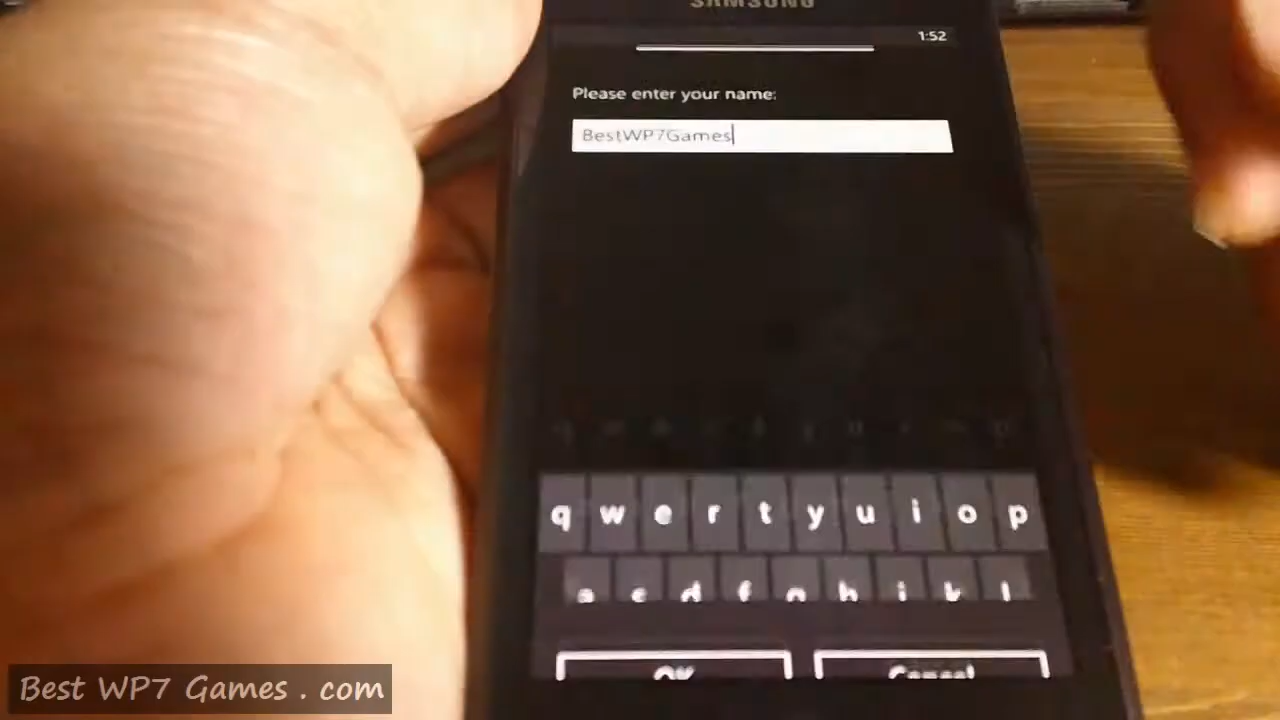 SAMSUNG
1:52
Please enter your name:
BestWP7Games
q w e r t y u i o p
a s d f g h j k l
OK Cancel
Best WP7 Games . com